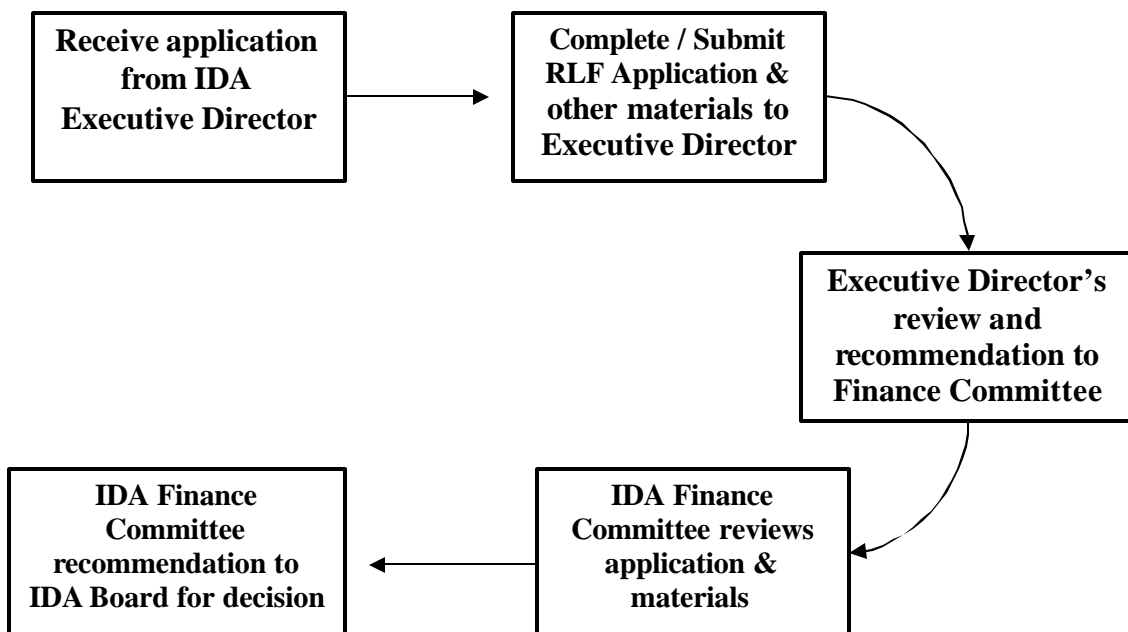 Receive application
from IDA
Executive Director
Complete / Submit
RLF Application &
other materials to
Executive Director
Executive Director’s
review and
recommendation to
Finance Committee
IDA Finance
Committee reviews
application &
materials
IDA Finance
Committee
recommendation to
IDA Board for decision